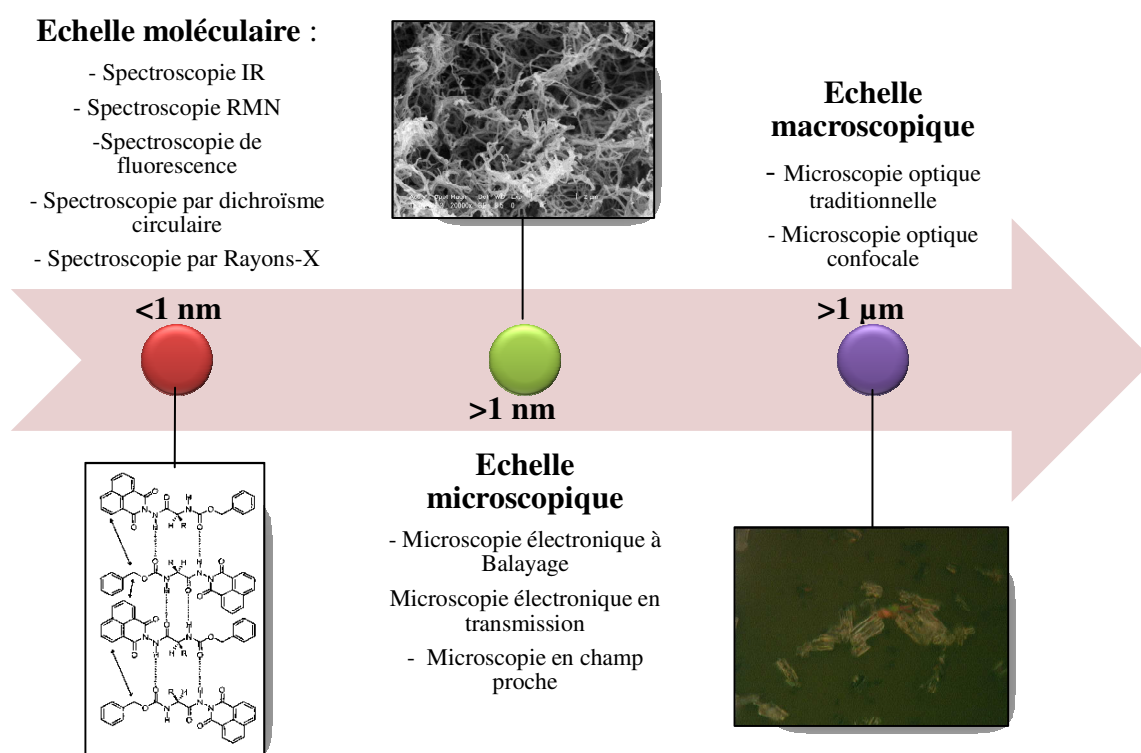 Echelle moléculaire :
- Spectroscopie IR
- Spectroscopie RMN
-Spectroscopie de
fluorescence
- Spectroscopie par dichroïsme
circulaire
- Spectroscopie par Rayons-X
<1 nm
>1 nm
Echelle
microscopique
- Microscopie électronique à
Balayage
Microscopie électronique en
transmission
- Microscopie en champ
proche
Echelle
macroscopique
- Microscopie optique
traditionnelle
- Microscopie optique
confocale
>1 µm